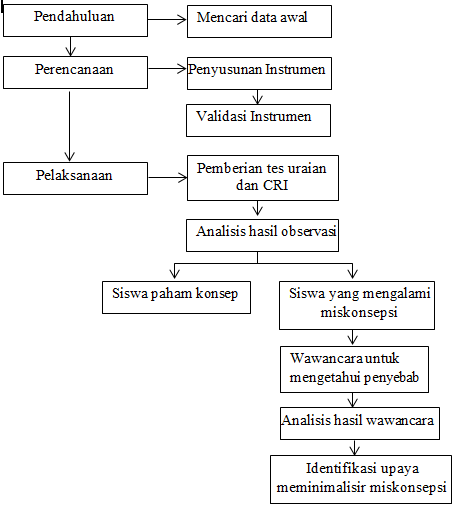 Pendahuluan
Mencari data awal
Perencanaan
Penyusunan Instrumen
Validasi Instrumen
Pelaksanaan
Pemberian tes uraian
dan CRI
Analisis hasil observasi
Siswa paham konsep
Siswa yang mengalami
miskonsepsi
Wawancara untuk
mengetahui penyebab
Analisis hasil wawancara
Identifikasi upaya
meminimalisir miskonsepsi